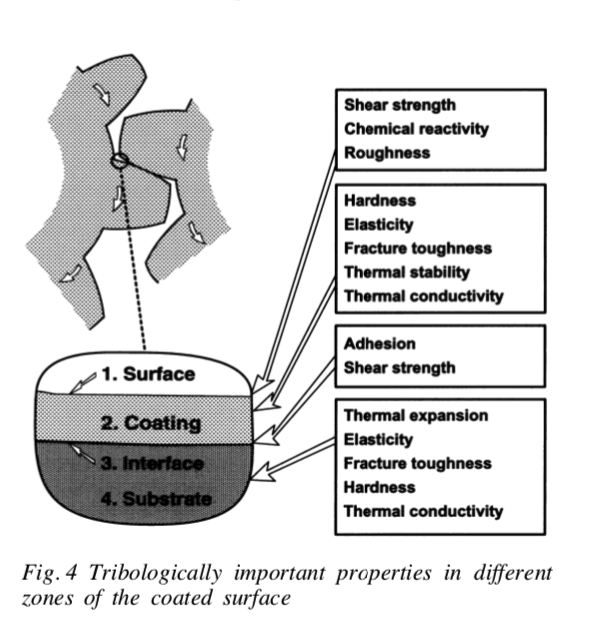 Shear strength
Chemical reactivity
Roughness
Hardness
Elasticity
Fracture toughness
Thermal stability
Thermal conductivity
Adhesion
Shear strength
Thermal expansion
Elasticity
Fracture toughness
Hardness
Thermal conductivity
1. Surface
2. Coating
3. Interface
4. Substrate
Fig. 4 Tribologically important properties in different
zones of the coated surface